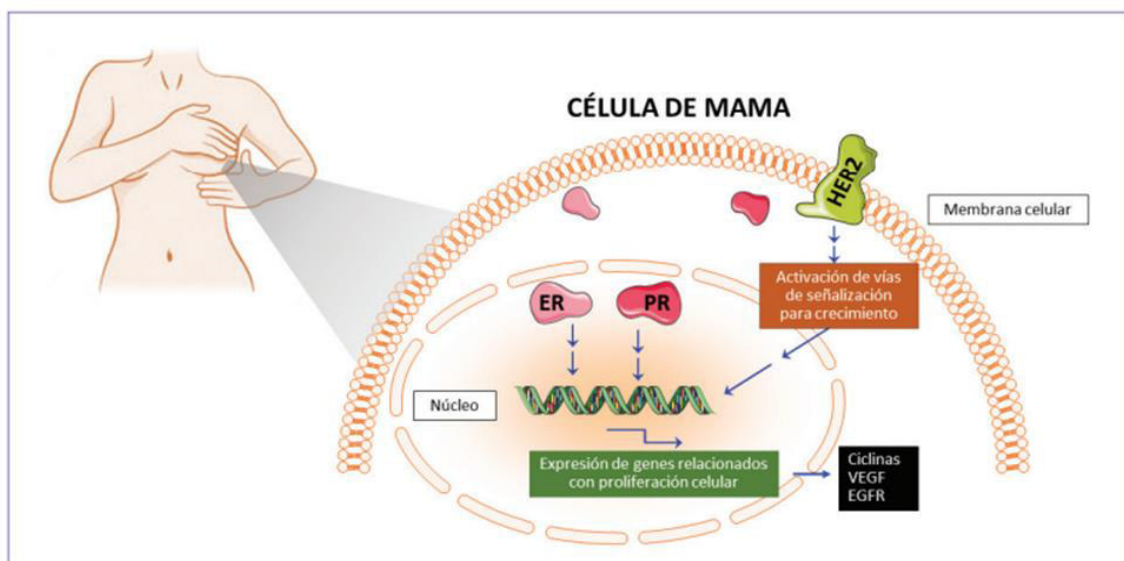 CÉLULA DE MAMA
HER2
Membrana celular
Activación de vías
de señalización
para crecimiento
ER
PR
Núcleo
Expresión de genes relacionados
con proliferación celular
Ciclinas
VEGF
EGFR